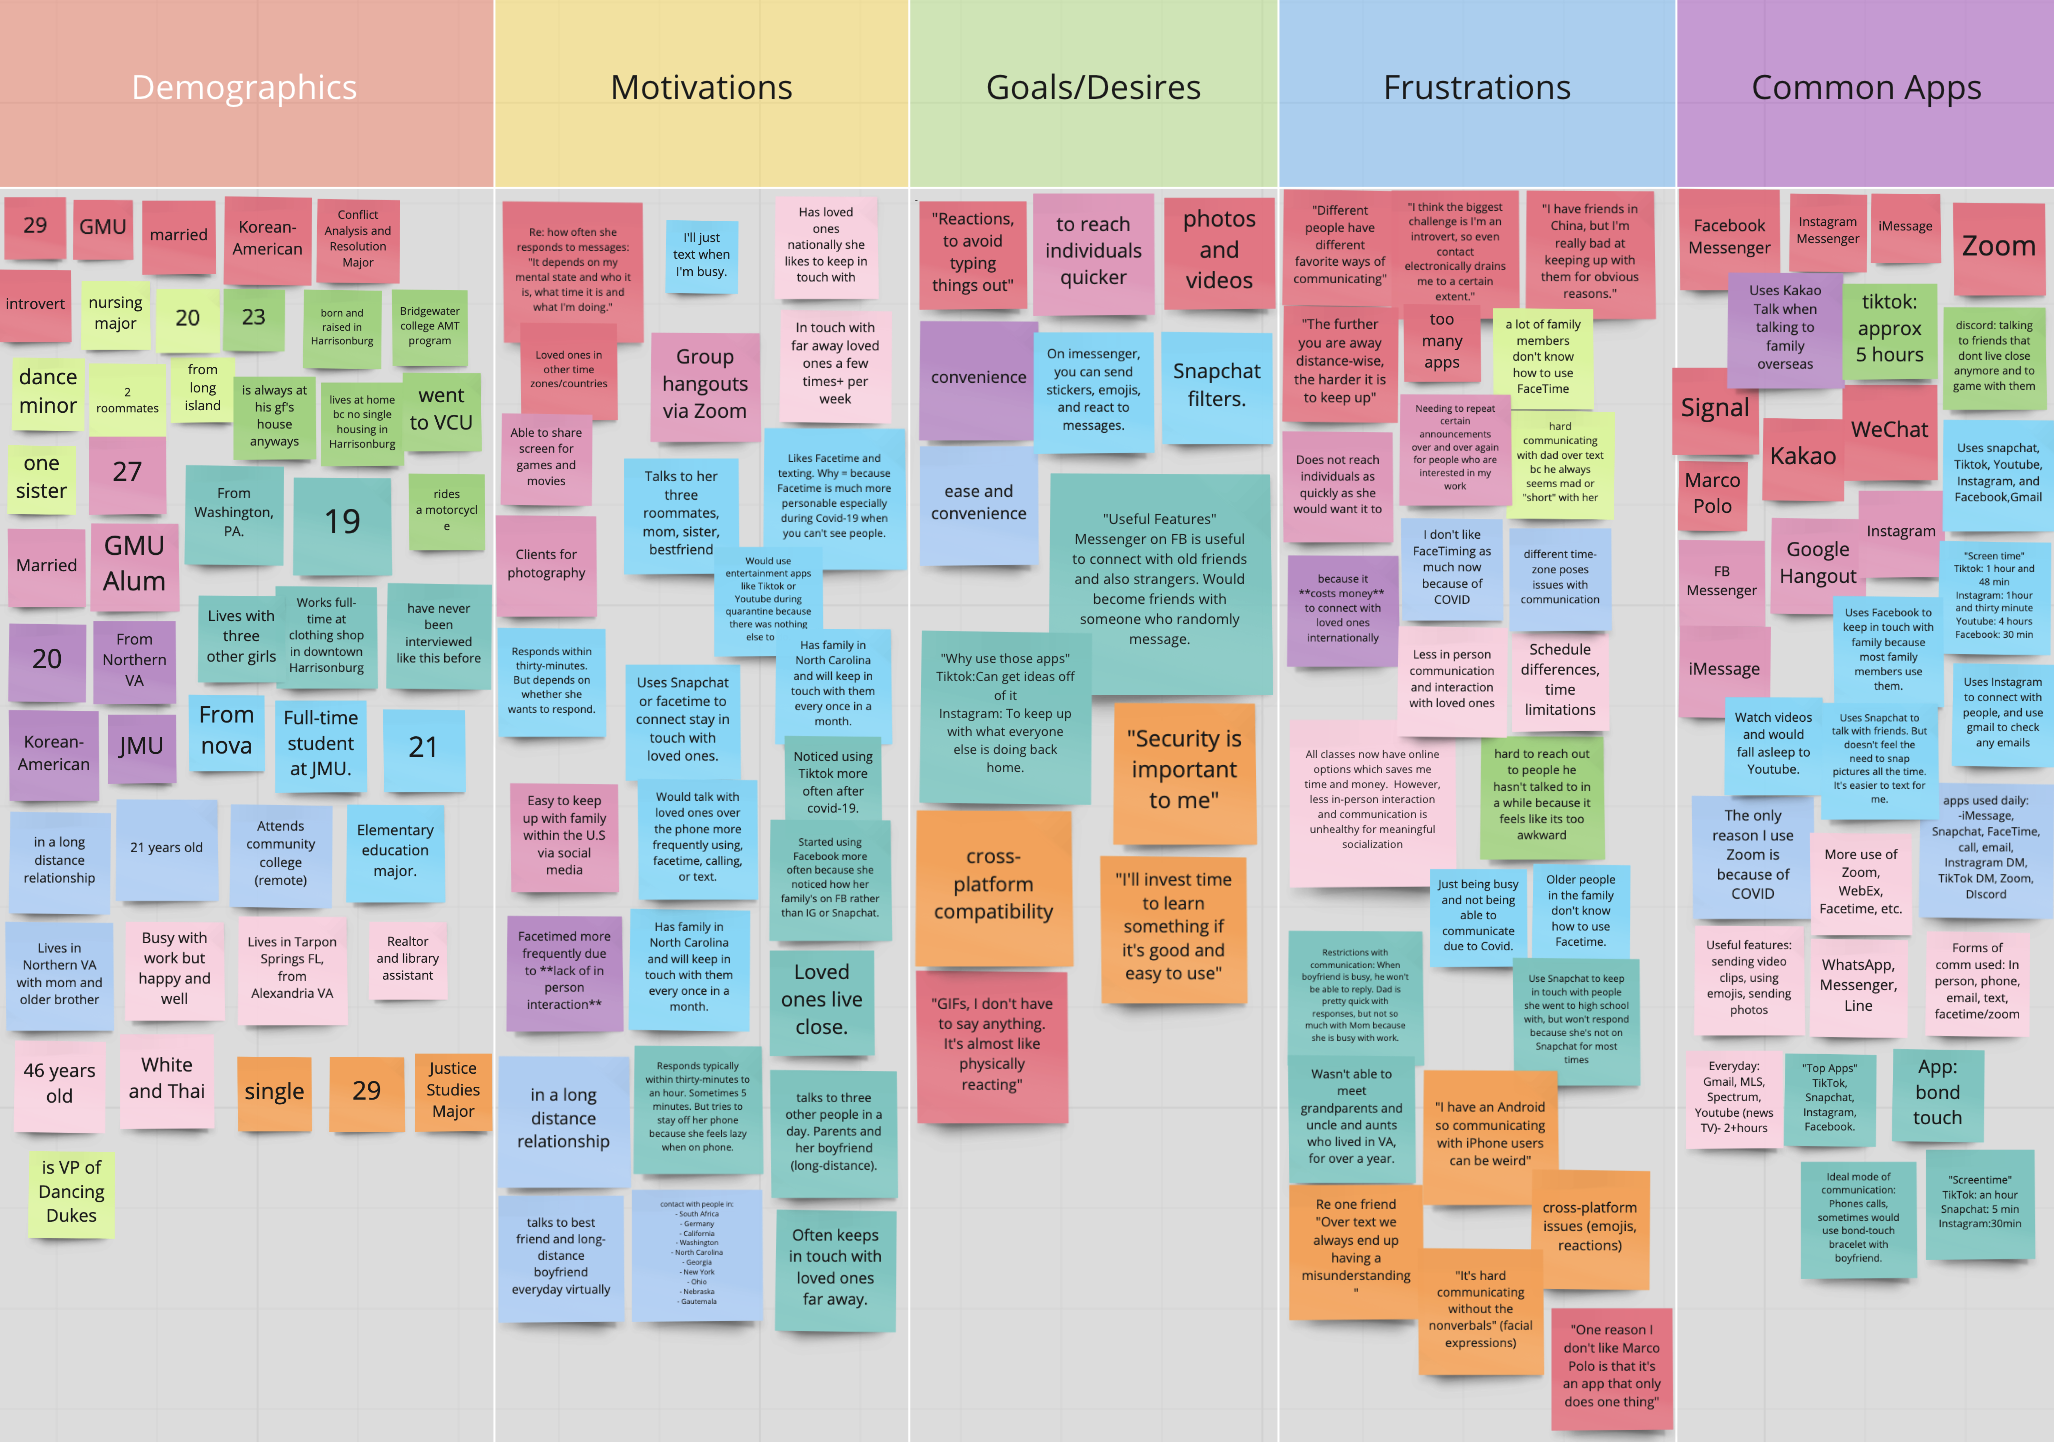 Demographics
Motivations
Goals/Desires
Frustrations
Common Apps
29
GMU
married
Korean-
American
Conflict
Analysis and
Resolution
Major
introvert
nursing
major
20
23
born and
raised in
Harrisonburg
Bridgewater
college AMT
program
dance
minor
2
roommates
from
long
island
is always at
his gf's
house
anyways
lives at home
bc no single
housing in
Harrisonburg
went
to VCU
one
sister
27
From
Washington,
PA.
19
rides
a motorcycl
e
Married
GMU
Alum
Lives with
three
other girls
Works full-
time at
clothing shop
in downtown
Harrisonburg
have never
been
interviewed
like this before
20
From
Northern
VA
Korean-
American
JMU
From
nova
Full-time
student
at JMU.
21
in a long
distance
relationship
21 years old
Attends
community
college
(remote)
Elementary
education
major.
Lives in
Northern VA
with mom and
older brother
Busy with
work but
happy and
well
Lives in Tarpon
Springs FL,
from
Alexandria VA
Realtor
and library
assistant
46 years
old
White
and Thai
single
29
Justice
Studies
Major
is VP of
Dancing
Dukes
Re: how often she
responds to messages:
"It depends on my
mental state and who it
is, what time it is and
what I'm doing."
I'll just
text when
I'm busy.
Has loved
ones
nationally she
likes to keep in
touch with
Loved ones in
other time
zones/countries
Group
hangouts
via Zoom
In touch with
far away loved
ones a few
times+ per
week
Able to share
screen for
games and
movies
Talks to her
three
roommates,
mom, sister,
bestfriend
Likes Facetime and
texting. Why = because
Facetime is much more
personable especially
during Covid-19 when
you can't see people.
Clients for
photography
Would use
entertainment apps
like Tiktok or
Youtube during
quarantine because
there was nothing
else to
Responds within
thirty-minutes.
But depends on
whether she
wants to respond.
Uses Snapchat
or facetime to
connect stay in
touch with
loved ones.
Has family in
North Carolina
and will keep in
touch with them
every once in a
month.
Noticed using
Tiktok more
often after
covid-19.
Easy to keep
up with family
within the U.S
via social
media
Would talk with
loved ones over
the phone more
frequently using,
facetime, calling,
or text.
Started using
Facebook more
often because she
noticed how her
family's on FB rather
than IG or Snapchat.
Facetimed more
frequently due
to **lack of in
person
interaction**
Has family in
North Carolina
and will keep in
touch with them
every once in a
month.
Loved
ones live
close.
in a long
distance
relationship
Responds typically
within thirty-minutes to
an hour. Sometimes 5
minutes. But tries to
stay off her phone
because she feels lazy
when on phone.
talks to three
other people in a
day. Parents and
her boyfriend
(long-distance).
talks to best
friend and long-
distance
boyfriend
everyday virtually
contact with people in:
- South Africa
- Germany
- California
- Washington
- North Carolina
- Georgia
- New York
- Ohio
- Nebraska
- Gautemala
Often keeps
in touch with
loved ones
far away.
"Reactions,
to avoid
typing
things out"
to reach
individuals
quicker
photos
and
videos
convenience
On imessenger,
you can send
stickers, emojis,
and react to
messages.
Snapchat
filters.
ease and
convenience
"Useful Features"
Messenger on FB is useful
to connect with old friends
and also strangers. Would
become friends with
someone who randomly
message.
"Why use those apps"
Tiktok:Can get ideas off
of it
Instagram: To keep up
with what everyone
else is doing back
home.
"Security is
important
to me"
cross-
platform
compatibility
"I'll invest time
to learn
something if
it's good and
easy to use"
"GIFs, I don't have
to say anything.
It's almost like
physically
reacting"
"Different
people have
different
favorite ways of
communicating"
"I think the biggest
challenge is I'm an
introvert, so even
contact
electronically drains
me to a certain
extent."
"I have friends in
China, but I'm
really bad at
keeping up with
them for obvious
reasons."
"The further
you are away
distance-wise,
the harder it is
to keep up"
too
many
apps
a lot of family
members
don't know
how to use
FaceTime
Does not reach
individuals as
quickly as she
would want it to
Needing to repeat
certain
announcements
over and over again
for people who are
interested in my
work
hard
communicating
with dad over text
bc he always
seems mad or
"short" with her
because it
**costs money**
to connect with
loved ones
internationally
I don't like
FaceTiming as
much now
because of
COVID
different time-
zone poses
issues with
communication
Less in person
communication
and interaction
with loved ones
Schedule
differences,
time
limitations
All classes now have online
options which saves me
time and money. However,
less in-person interaction
and communication is
unhealthy for meaningful
socialization
hard to reach out
to people he
hasn't talked to in
a while because it
feels like its too
awkward
Just being busy
and not being
able to
communicate
due to Covid.
Older people
in the family
don't know
how to use
Facetime.
Restrictions with
communication: When
boyfriend is busy, he won't
be able to reply. Dad is
pretty quick with
responses, but not so
much with Mom because
she is busy with work.
Use Snapchat to keep
in touch with people
she went to high school
with, but won't respond
because she's not on
Snapchat for most
times
Wasn't able to
meet
grandparents and
uncle and aunts
who lived in VA,
for over a year.
"I have an Android
so communicating
with iPhone users
can be weird"
Re one friend
"Over text we
always end up
having a
misunderstanding
"
cross-platform
issues (emojis,
reactions)
"It's hard
communicating
without the
nonverbals" (facial
expressions)
"One reason I
don't like Marco
Polo is that it's
an app that only
does one thing"
Facebook
Messenger
Instagram
Messenger
iMessage
Zoom
Uses Kakao
Talk when
talking to
family
overseas
tiktok:
approx
5 hours
discord: talking
to friends that
dont live close
anymore and to
game with them
Signal
Kakao
WeChat
Marco
Polo
Uses snapchat,
Tiktok, Youtube,
Instagram, and
Facebook,Gmail
FB
Messenger
Google
Hangout
Instagram
"Screen time"
Tiktok: 1 hour and
48 min
Instagram: 1hour
and thirty minute
Youtube: 4 hours
Facebook: 30 min
iMessage
Uses Facebook to
keep in touch with
family because
most family
members use
them.
Uses Instagram
to connect with
people, and use
gmail to check
any emails
Watch videos
and would
fall asleep to
Youtube.
Uses Snapchat to
talk with friends. But
doesn't feel the
need to snap
pictures all the time.
It's easier to text for
me.
The only
reason I use
Zoom is
because of
COVID
More use of
Zoom,
WebEx,
Facetime, etc.
apps used daily:
-iMessage,
Snapchat, FaceTime,
call, email,
Instragram DM,
TikTok DM, Zoom,
DIscord
Useful features:
sending video
clips, using
emojis, sending
photos
WhatsApp,
Messenger,
Line
Forms of
comm used: In
person, phone,
email, text,
facetime/zoom
Everyday:
Gmail, MLS,
Spectrum,
Youtube (news
TV)- 2+hours
"Top Apps"
TikTok,
Snapchat,
Instagram,
Facebook.
App:
bond
touch
Ideal mode of
communication:
Phones calls,
sometimes would
use bond-touch
bracelet with
boyfriend.
"Screentime"
TikTok: an hour
Snapchat: 5 min
Instagram:30min